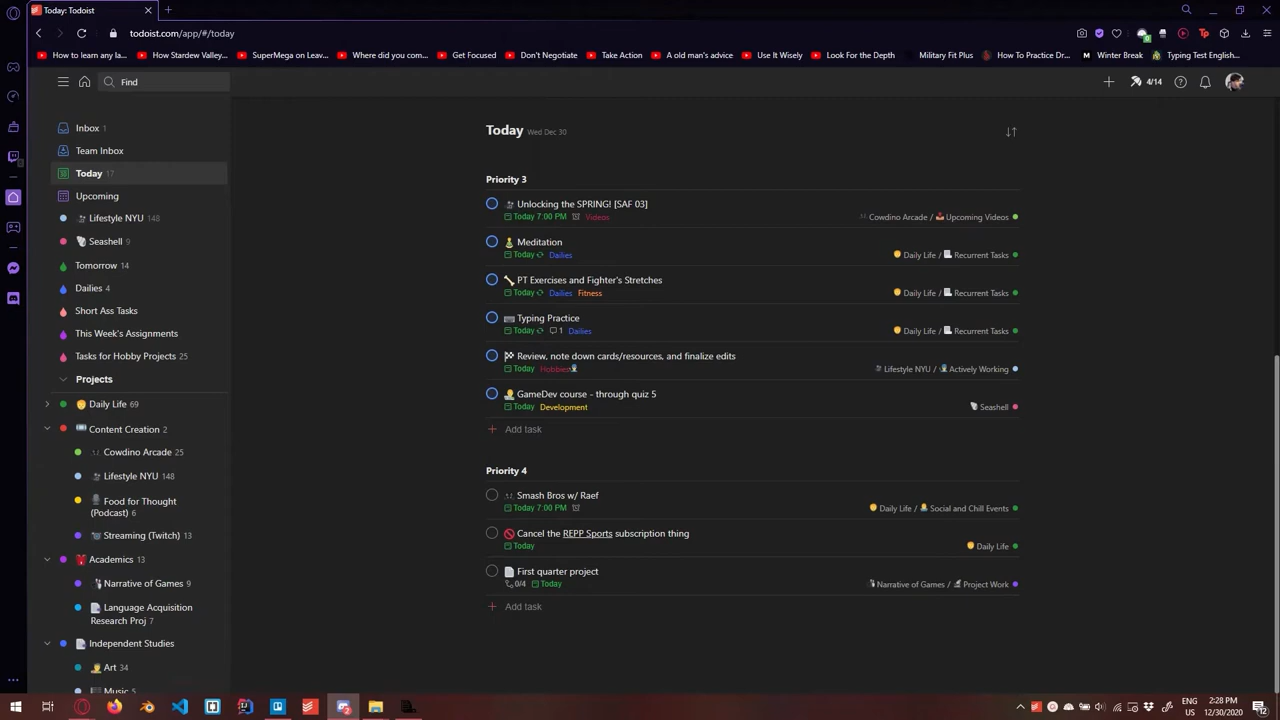 Today: Todoist
todoist.com/app/#/today
How to learn any la...
How Stardew Valley...
SuperMega on Leav...
Where did you com...
Get Focused
Don't Negotiate
Take Action
A old man's advice
Use It Wisely
Look For the Depth
Military Fit Plus
How To Practice Dr...
Winter Break
Typing Test English...
Find
4/14
Inbox 1
Team Inbox
Today 17
Upcoming
Lifestyle NYU 148
Seashell 9
Tomorrow 14
Dailies 4
Short Ass Tasks
This Week's Assignments
Tasks for Hobby Projects 25
Projects
Daily Life 69
Content Creation 2
Cowdino Arcade 25
Lifestyle NYU 148
Food for Thought
(Podcast) 6
Streaming (Twitch) 13
Academics 13
Narrative of Games 9
Language Acquisition
Research Proj 7
Independent Studies
Art 34
Music 5
Today Wed Dec 30
Priority 3
Unlocking the SPRING! [SAF 03]
Today 7:00 PM Videos
Cowdino Arcade / Upcoming Videos
Meditation
Today Dailies
Daily Life / Recurrent Tasks
PT Exercises and Fighter's Stretches
Today Dailies Fitness
Daily Life / Recurrent Tasks
Typing Practice
Today 1 Dailies
Daily Life / Recurrent Tasks
Review, note down cards/resources, and finalize edits
Today Hobbies
Lifestyle NYU / Actively Working
GameDev course - through quiz 5
Today Development
Seashell
+ Add task
Priority 4
Smash Bros w/ Raef
Today 7:00 PM
Daily Life / Social and Chill Events
Cancel the REPP Sports subscription thing
Today
Daily Life
First quarter project
0/4 Today
Narrative of Games / Project Work
+ Add task
ENG
US
2:28 PM
12/30/2020
12